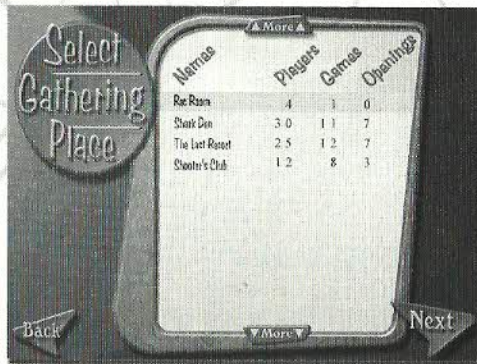 Select
Gathering
Place
▲ More ▲
Names Players Games Openings
Rec Room 4 1 0
Shark Den 30 11 7
The Last Resort 25 12 7
Shooter's Club 12 8 3
Back
▼ More ▼
Next